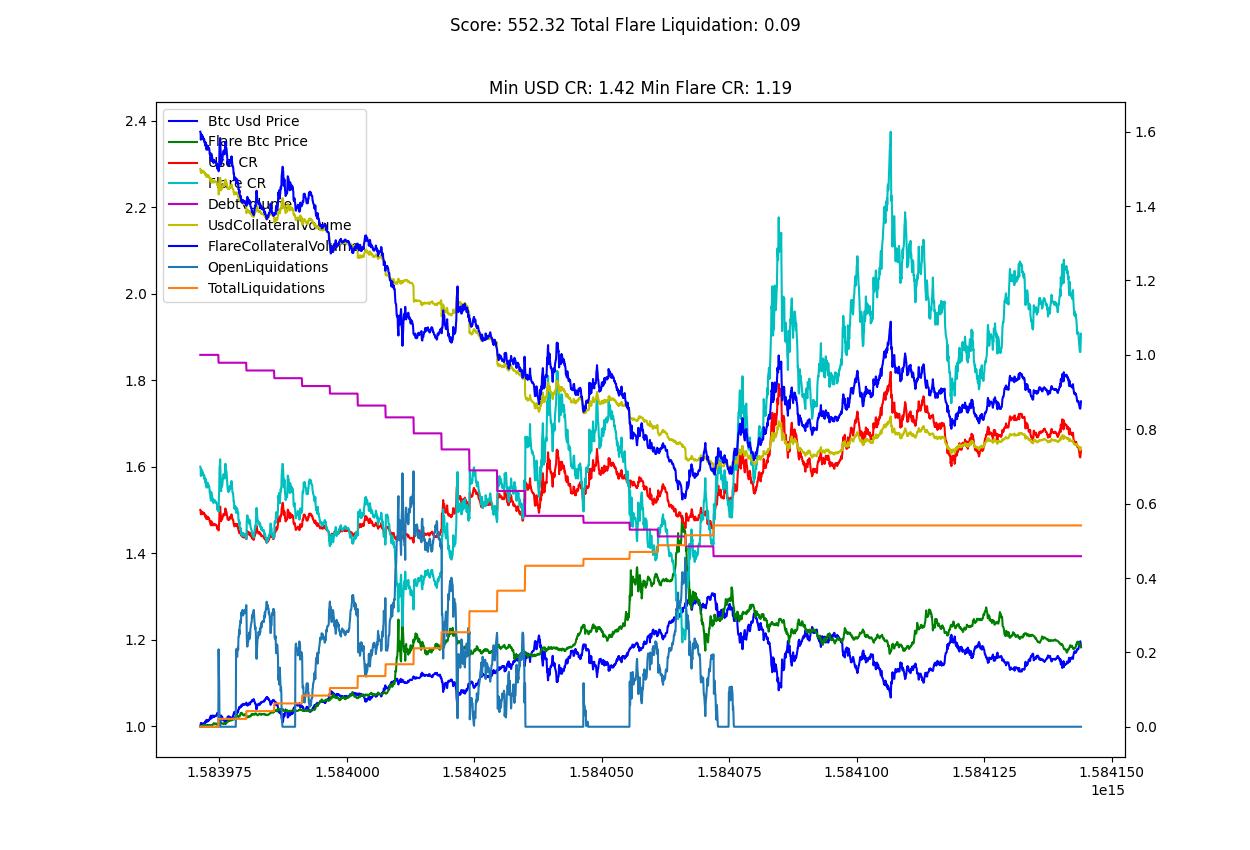 Score: 552.32 Total Flare Liquidation: 0.09
Min USD CR: 1.42 Min Flare CR: 1.19
Btc Usd Price
Flare Btc Price
Usd CR
Flare CR
DebtVolume
UsdCollateralVolume
FlareCollateralVolume
OpenLiquidations
TotalLiquidations
2.4
2.2
2.0
1.8
1.6
1.4
1.2
1.0
1.6
1.4
1.2
1.0
0.8
0.6
0.4
0.2
0.0
1.583975 1.584000 1.584025 1.584050 1.584075 1.584100 1.584125 1.584150
1e15